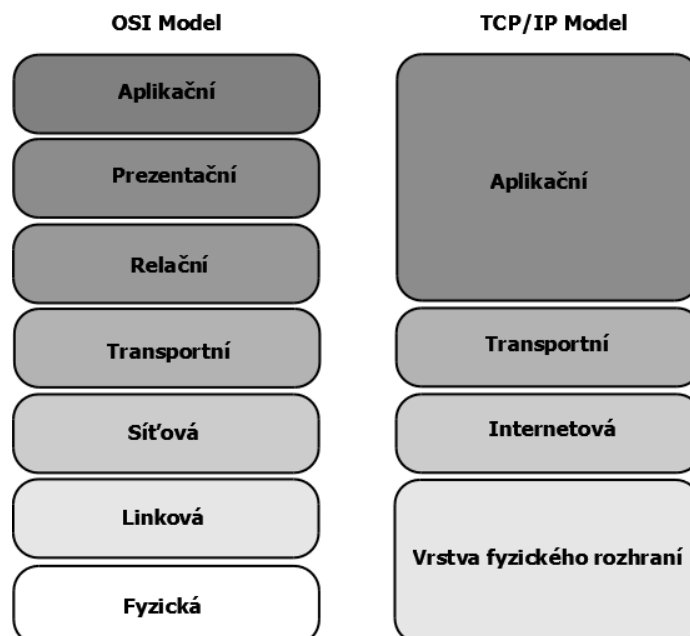 OSI Model
TCP/IP Model
Aplikační
Prezentační
Relační
Transportní
Síťová
Linková
Fyzická
Aplikační
Transportní
Internetová
Vrstva fyzického rozhraní